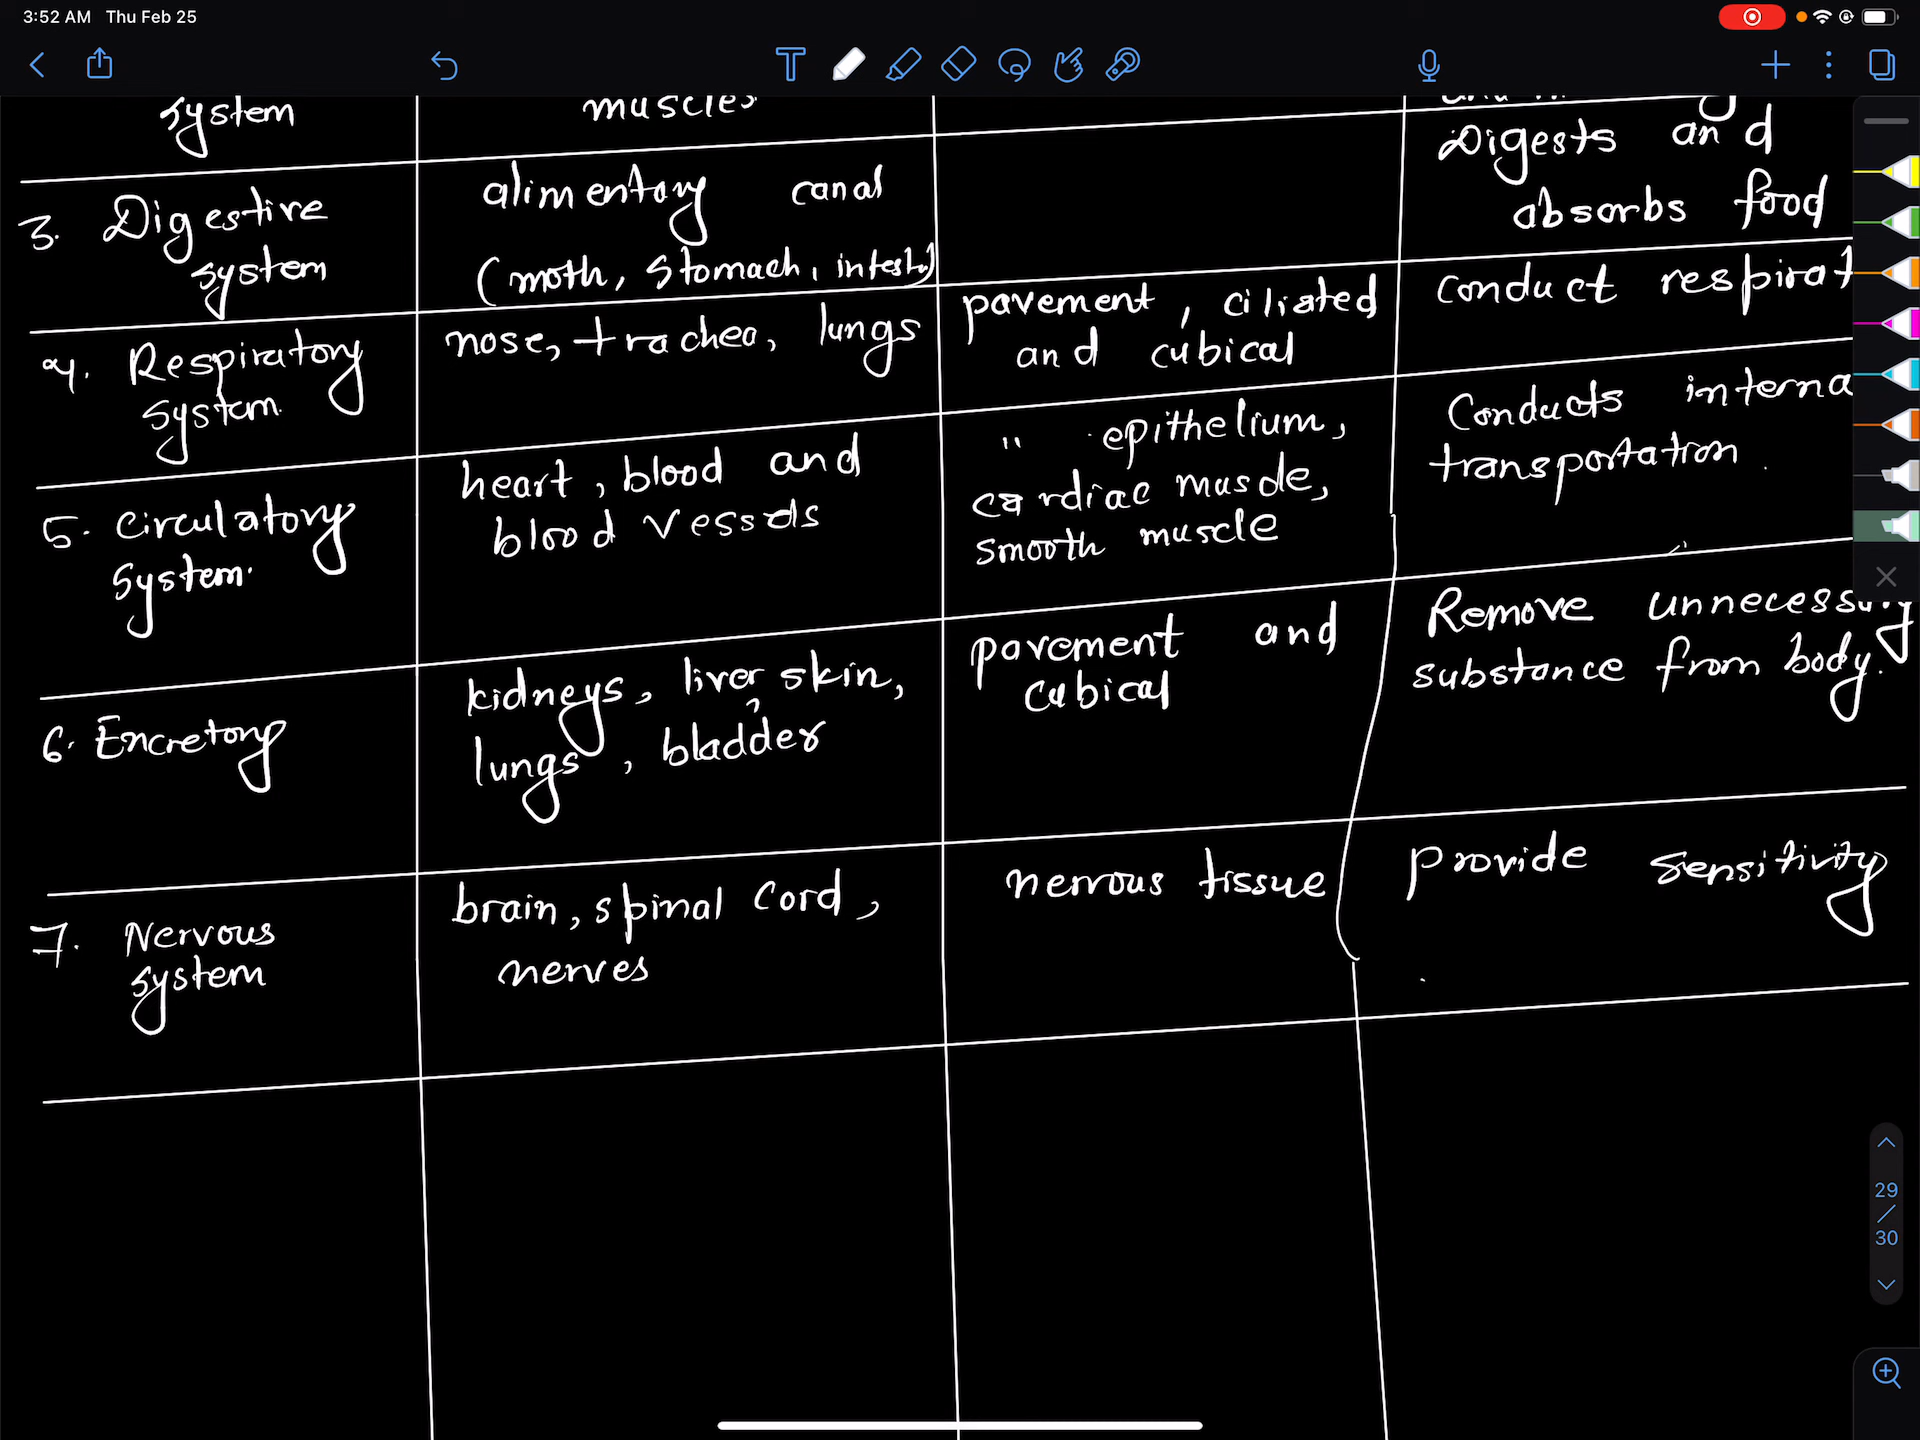 3:52 AM Thu Feb 25
system
muscles
3. Digestive
system
alimentary canal
(moth, stomach,
Digests and
absorbs food
4. Respiratory
system.
nose, trachea, lungs
pavement, ciliated
and cubical
conduct respirat
5. Circulatory
system.
heart, blood and
blood vessels
" epithelium,
cardiac muscle,
smooth muscle
Conducts interna
transportation.
6. Encretory
kidneys, liver, skin,
lungs, bladder
pavement and
cubical
Remove unnecessary
substance from body.
7. Nervous
system
brain, spinal cord,
nerves
nervous tissue
provide sensitivity
29
/
30